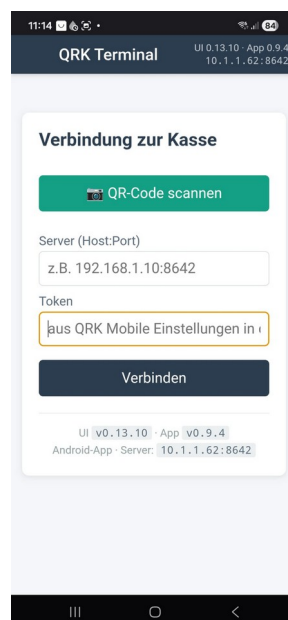 11:14
84
QRK Terminal
UI 0.13.10 · App 0.9.4
10.1.1.62:8642
Verbindung zur Kasse
QR-Code scannen
Server (Host:Port)
z.B. 192.168.1.10:8642
Token
aus QRK Mobile Einstellungen in
Verbinden
UI v0.13.10 · App v0.9.4
Android-App · Server: 10.1.1.62:8642